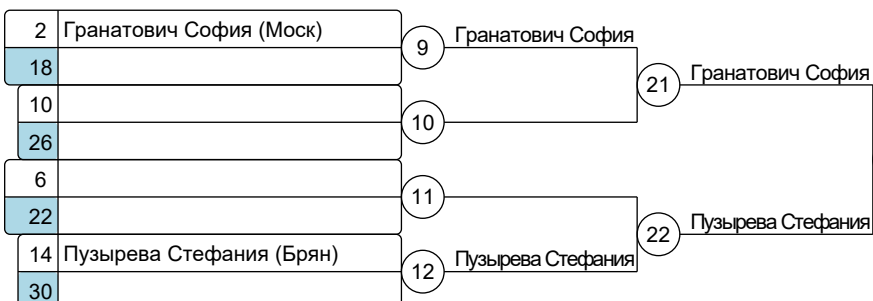 2 Гранатович София (Моск)
9 Гранатович София
18
21 Гранатович София
10
10
26
6
11
22
22 Пузырева Стефания
14 Пузырева Стефания (Брян)
12 Пузырева Стефания
30